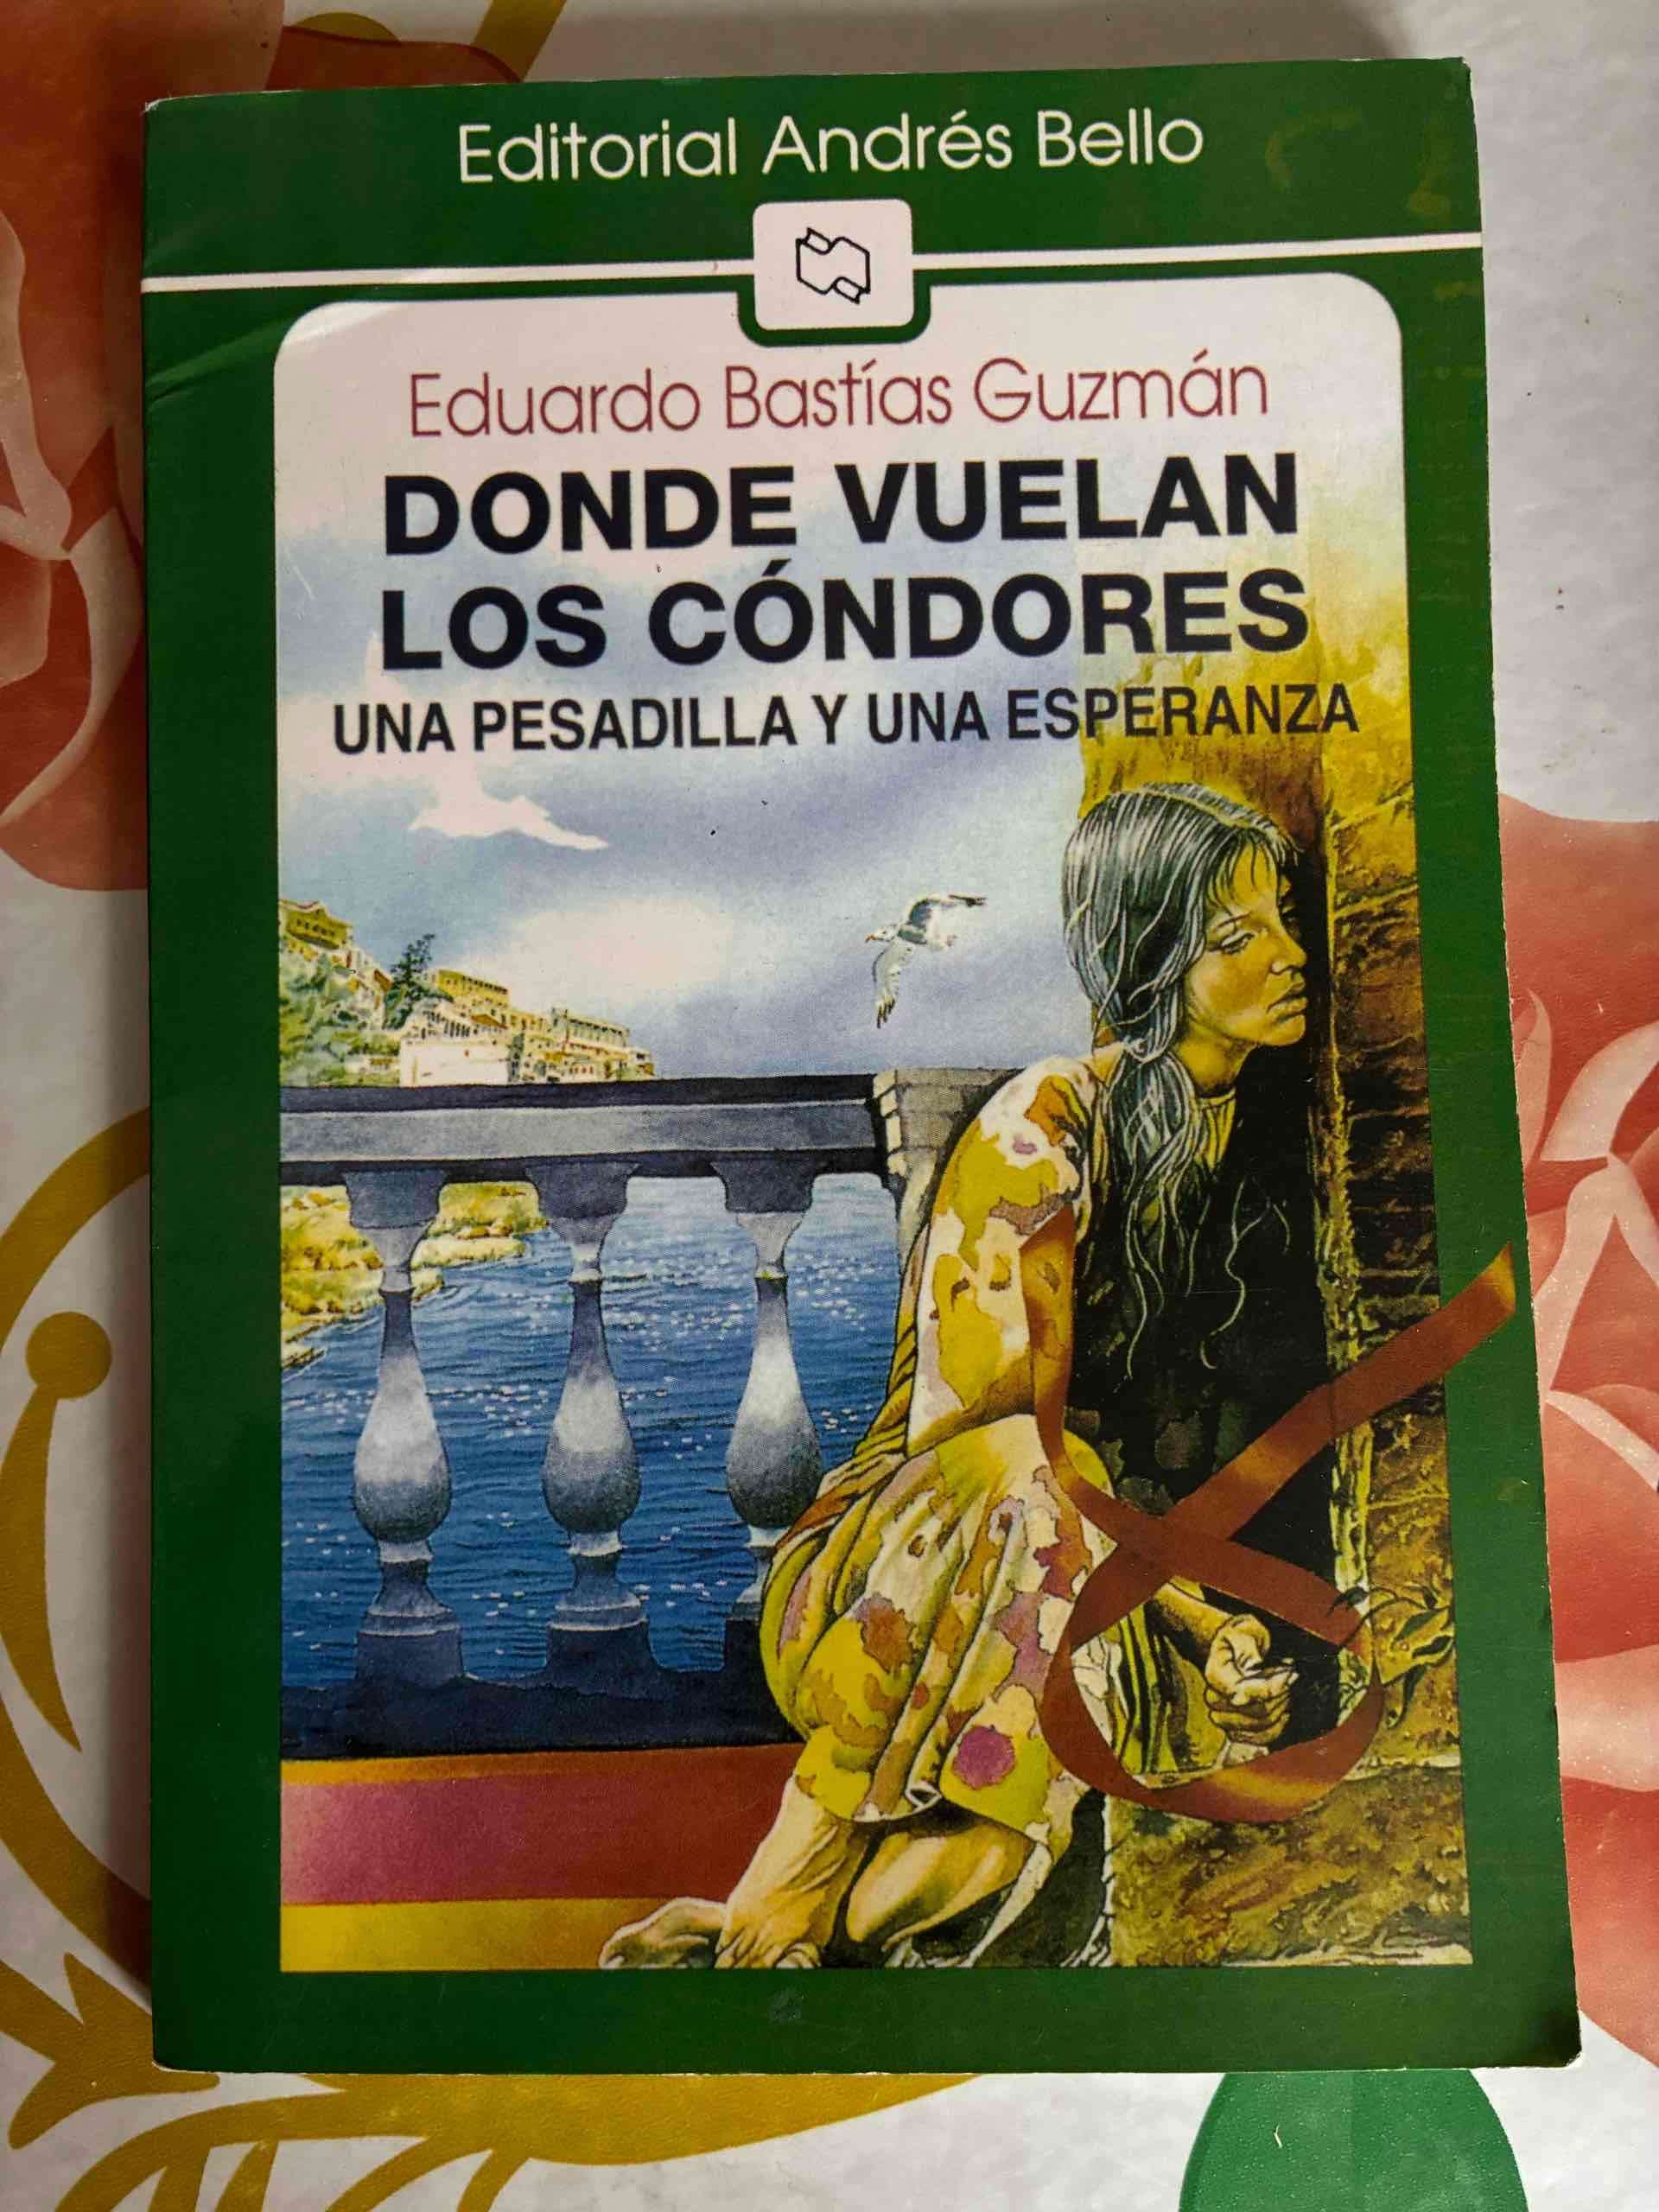 Editorial Andrés Bello
Eduardo Bastías Guzmán
DONDE VUELAN
LOS CÓNDORES
UNA PESADILLA Y UNA ESPERANZA